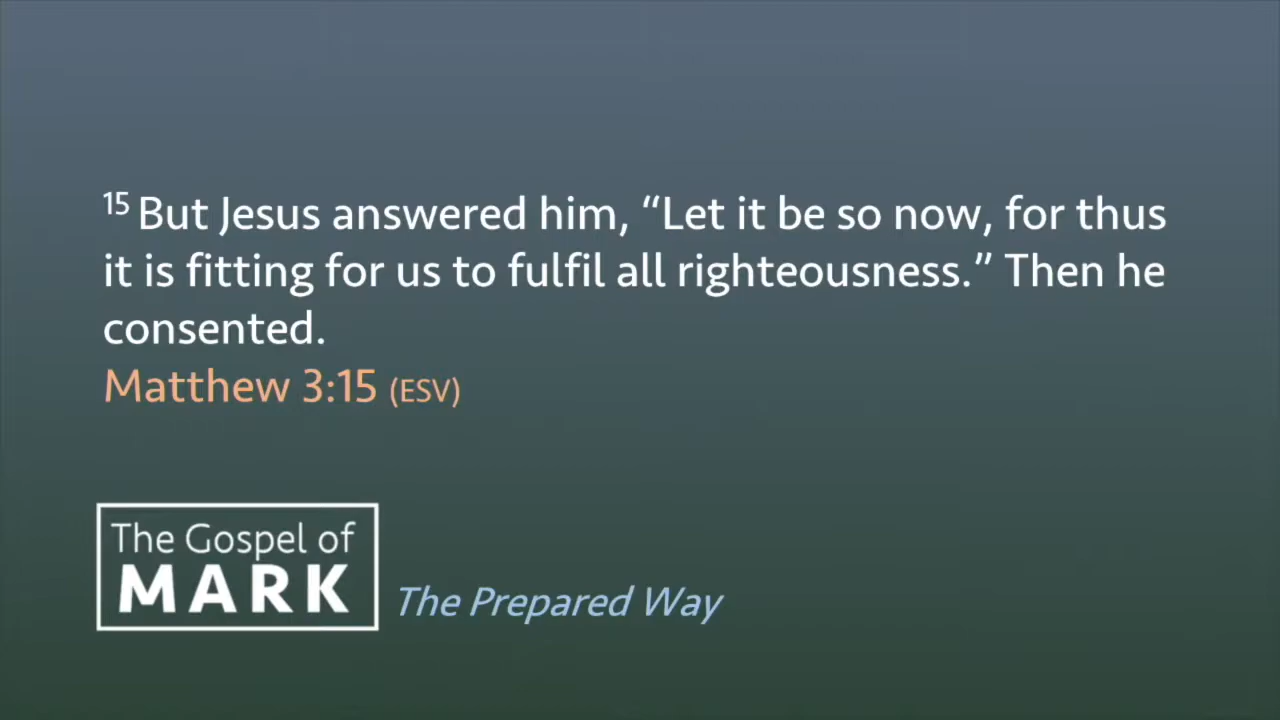 15 But Jesus answered him, “Let it be so now, for thus
it is fitting for us to fulfil all righteousness.” Then he
consented.
Matthew 3:15 (ESV)
The Gospel of
MARK
The Prepared Way